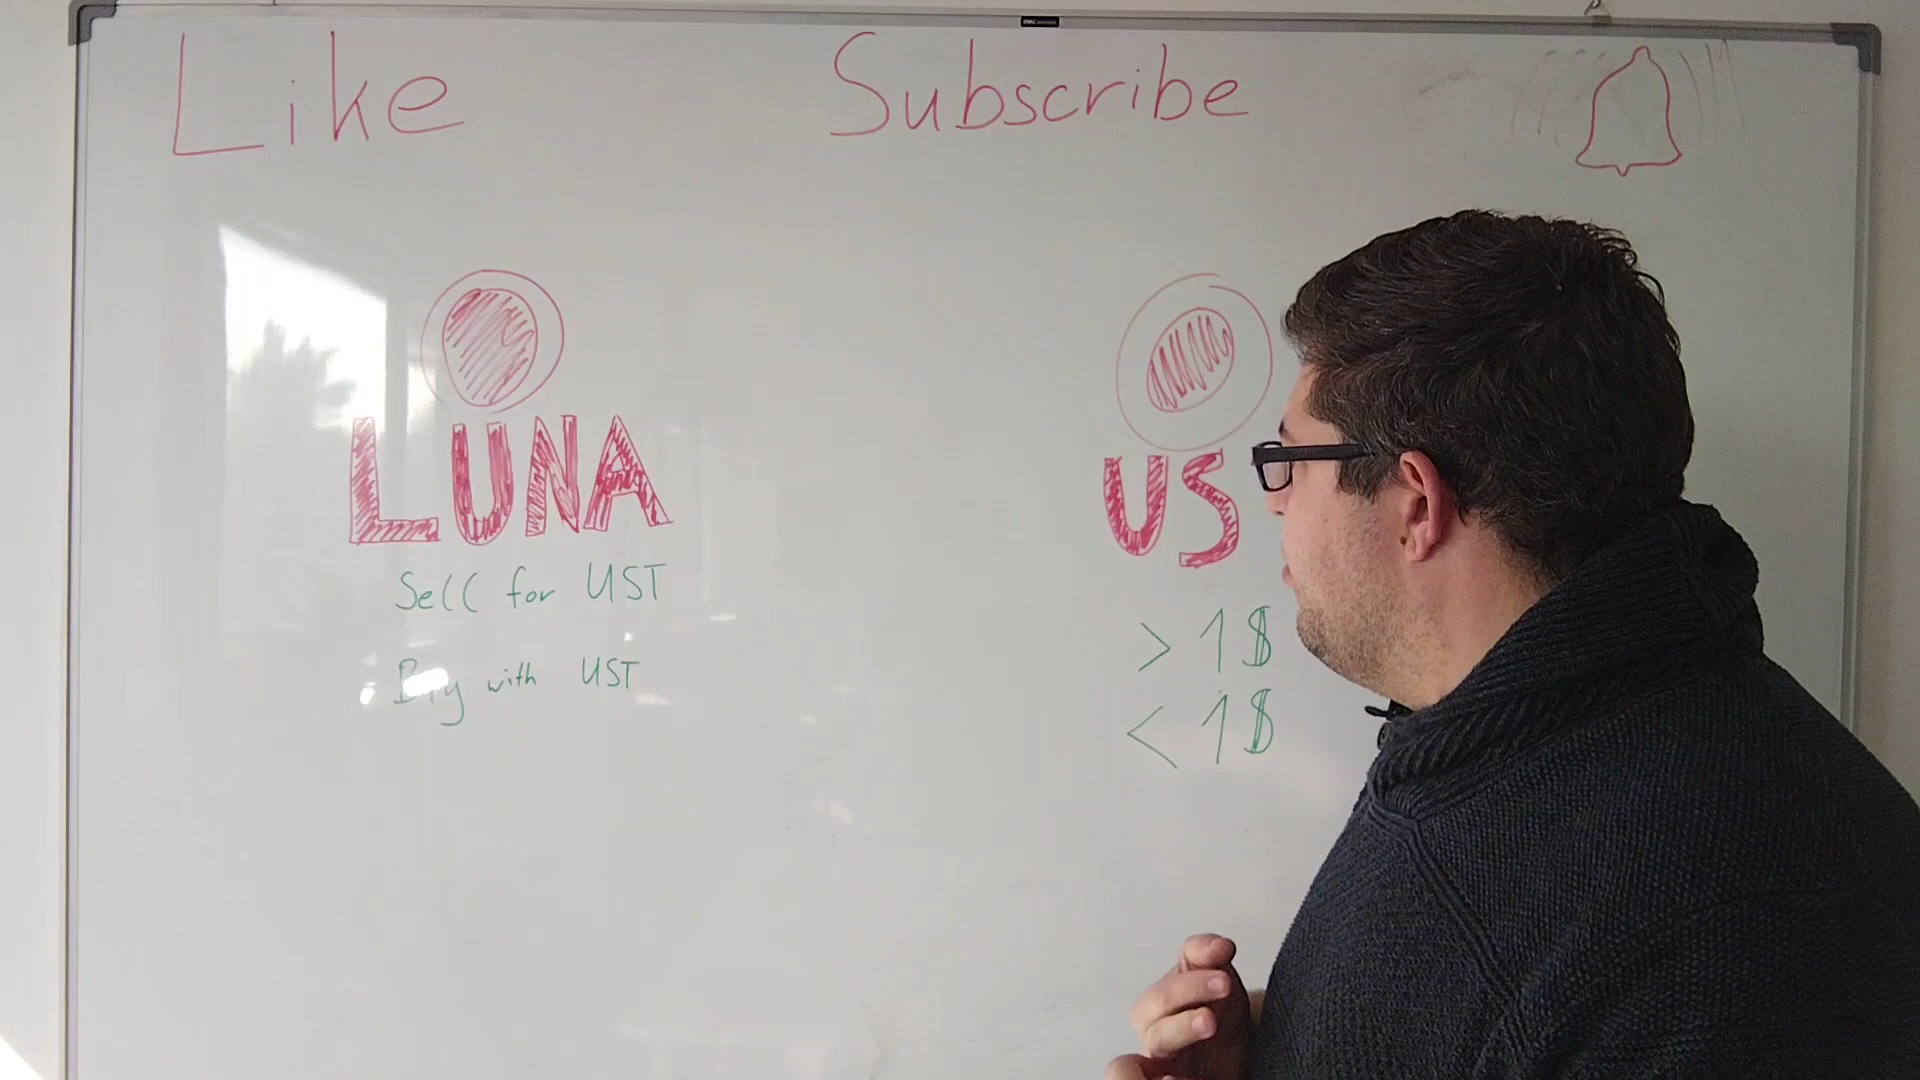 Like
Subscribe
LUNA
US
Sell for UST
> 1$
Buy with UST
< 1$